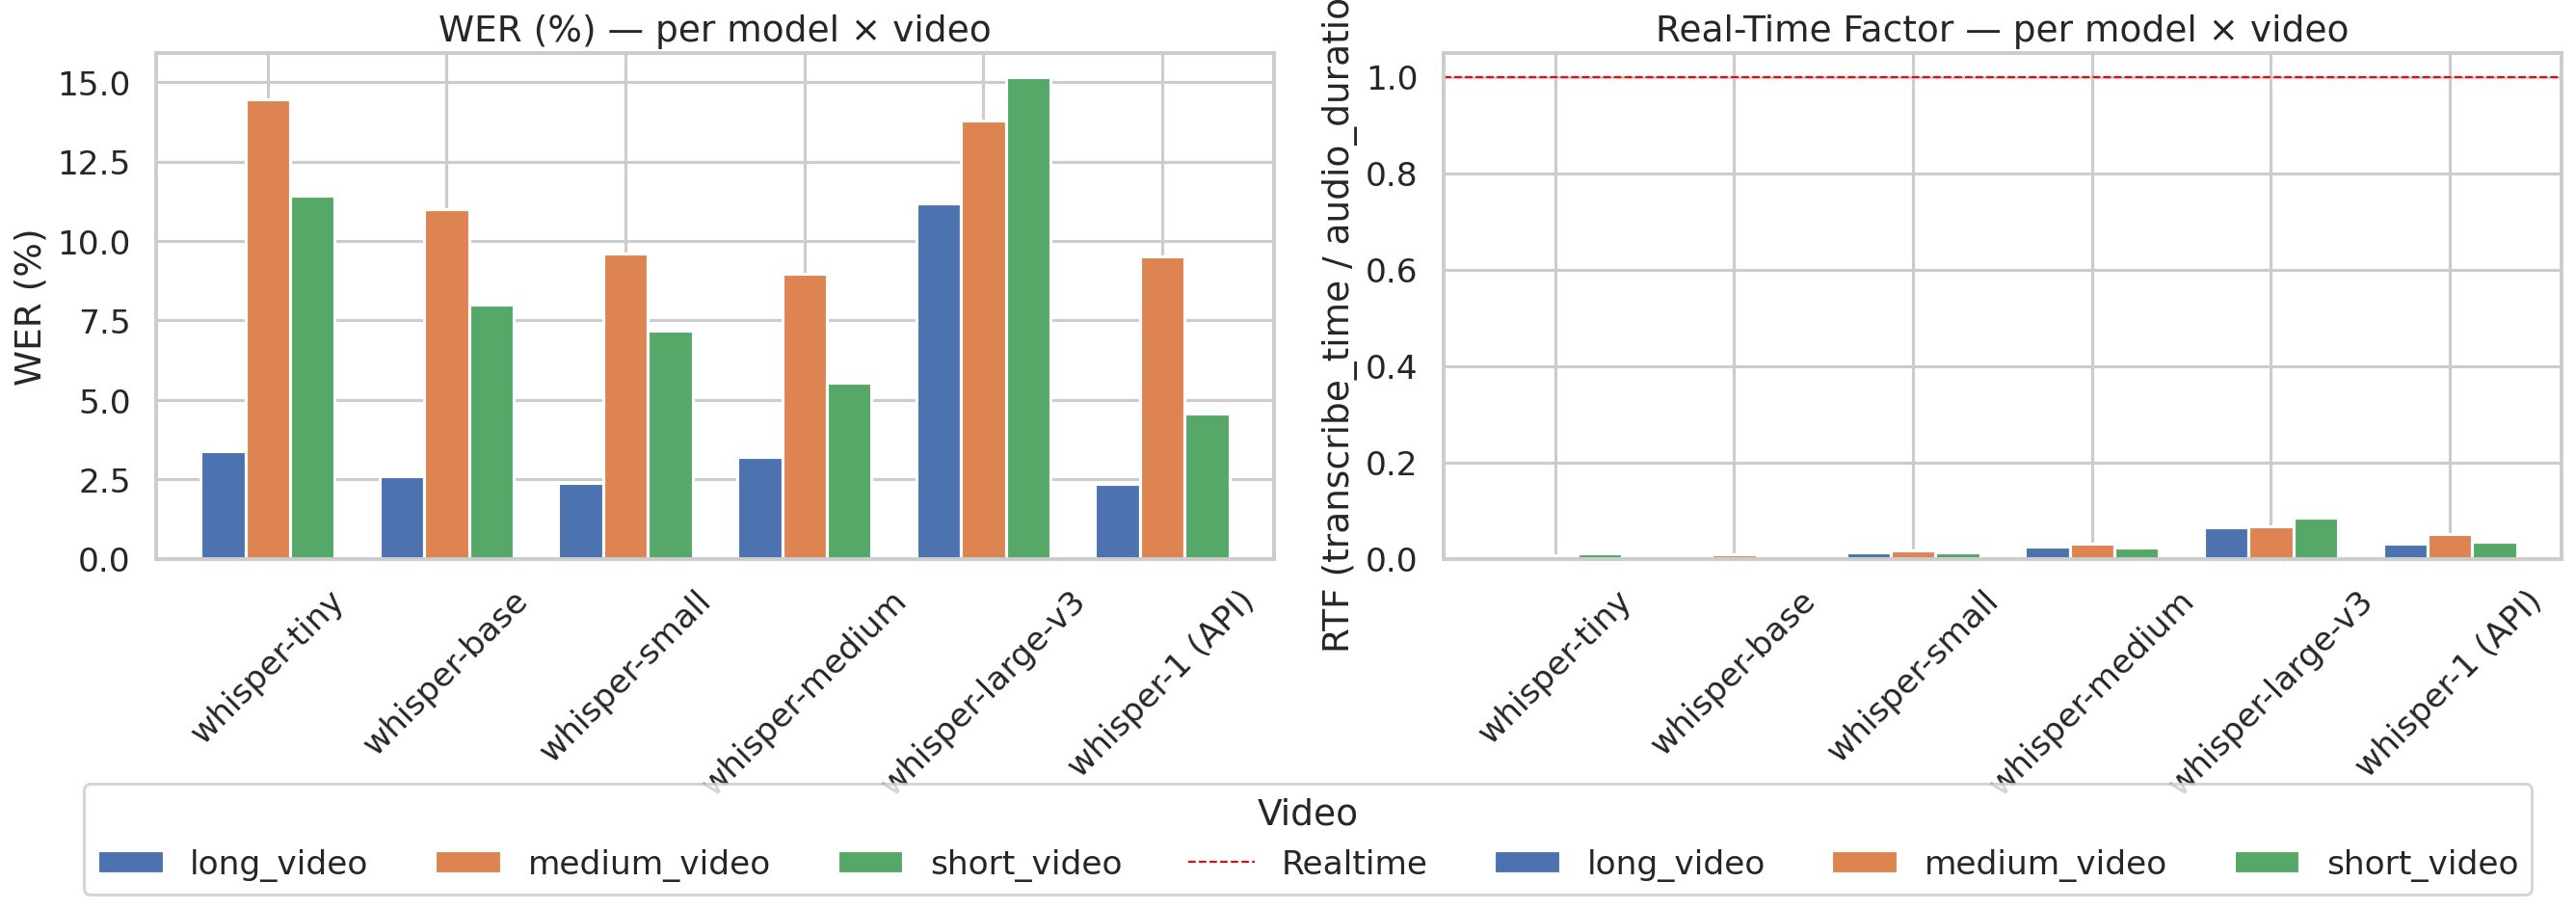 WER (%) — per model × video
WER (%)
15.0
12.5
10.0
7.5
5.0
2.5
0.0
whisper-tiny
whisper-base
whisper-small
whisper-medium
whisper-large-v3
whisper-1 (API)
Real-Time Factor — per model × video
RTF (transcribe_time / audio_duratio
1.0
0.8
0.6
0.4
0.2
0.0
whisper-tiny
whisper-base
whisper-small
whisper-medium
whisper-large-v3
whisper-1 (API)
Video
long_video medium_video short_video Realtime long_video medium_video short_video